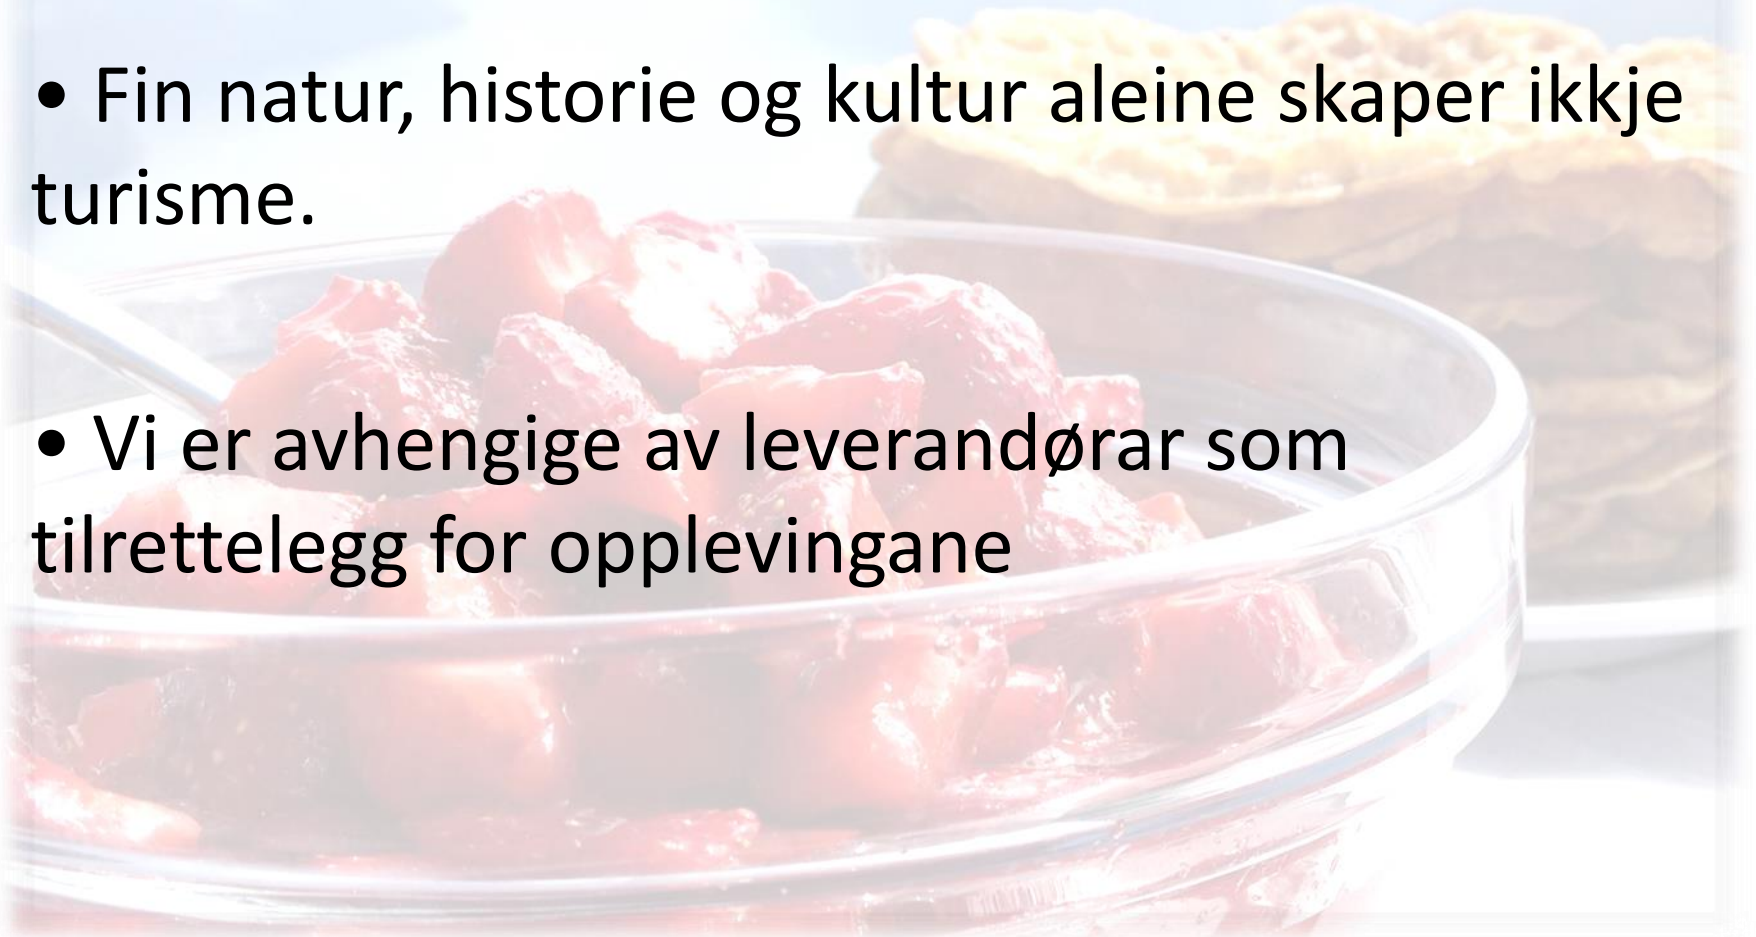 • Fin natur, historie og kultur aleine skaper ikkje
turisme.
• Vi er avhengige av leverandørar som
tilrettelegg for opplevingane